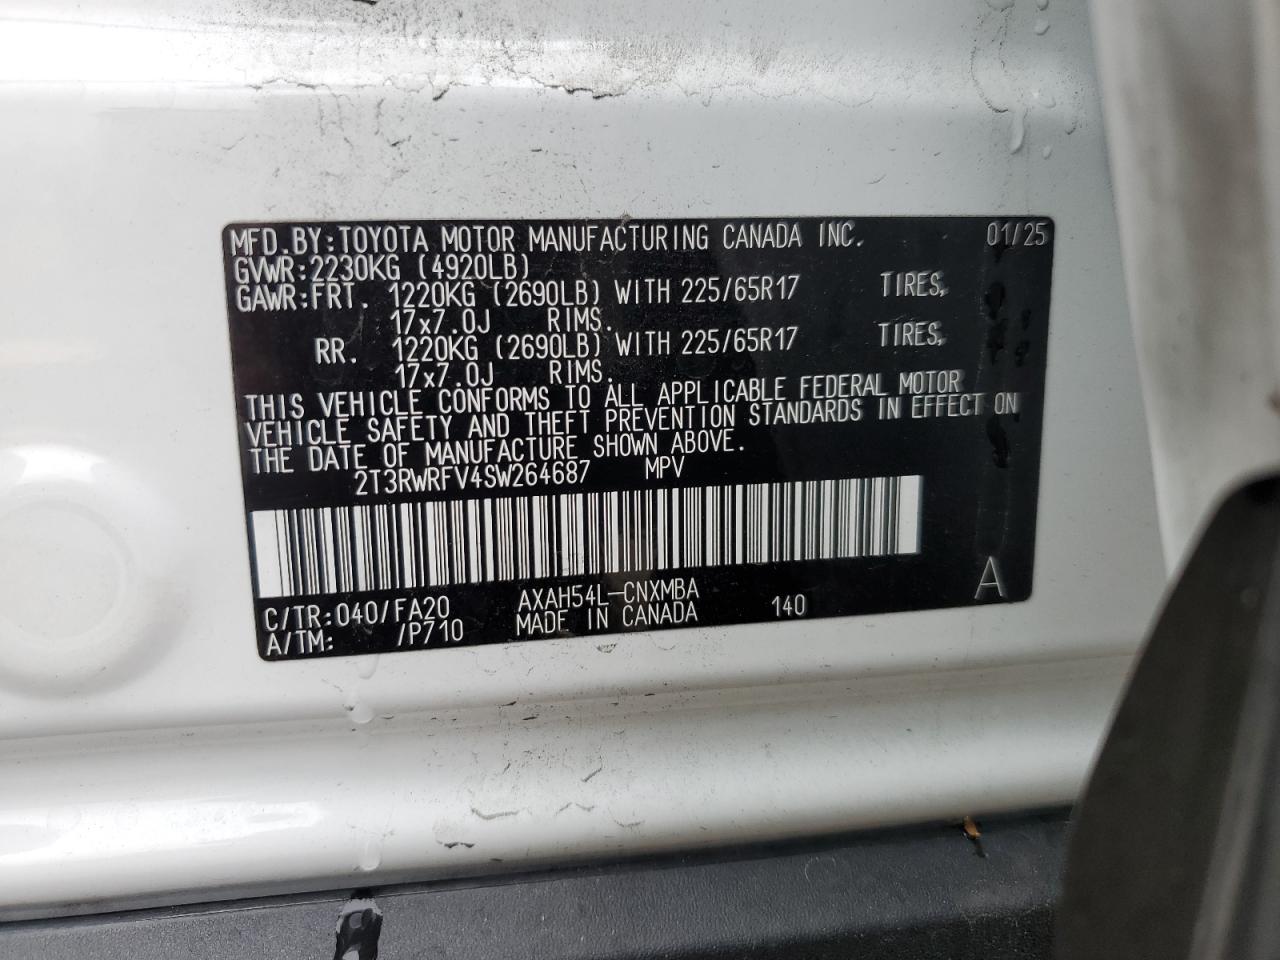 MFD.BY:TOYOTA MOTOR MANUFACTURING CANADA INC. 01/25
GVWR:2230KG (4920LB)
GAWR:FRT. 1220KG (2690LB) WITH 225/65R17 TIRES,
17x7.0J RIMS.
RR. 1220KG (2690LB) WITH 225/65R17 TIRES,
17x7.0J RIMS.
THIS VEHICLE CONFORMS TO ALL APPLICABLE FEDERAL MOTOR
VEHICLE SAFETY AND THEFT PREVENTION STANDARDS IN EFFECT ON
THE DATE OF MANUFACTURE SHOWN ABOVE.
2T3RWRFV4SW264687 MPV
C/TR:040/FA20 AXAH54L-CNXMBA A
A/TM: /P710 MADE IN CANADA 140